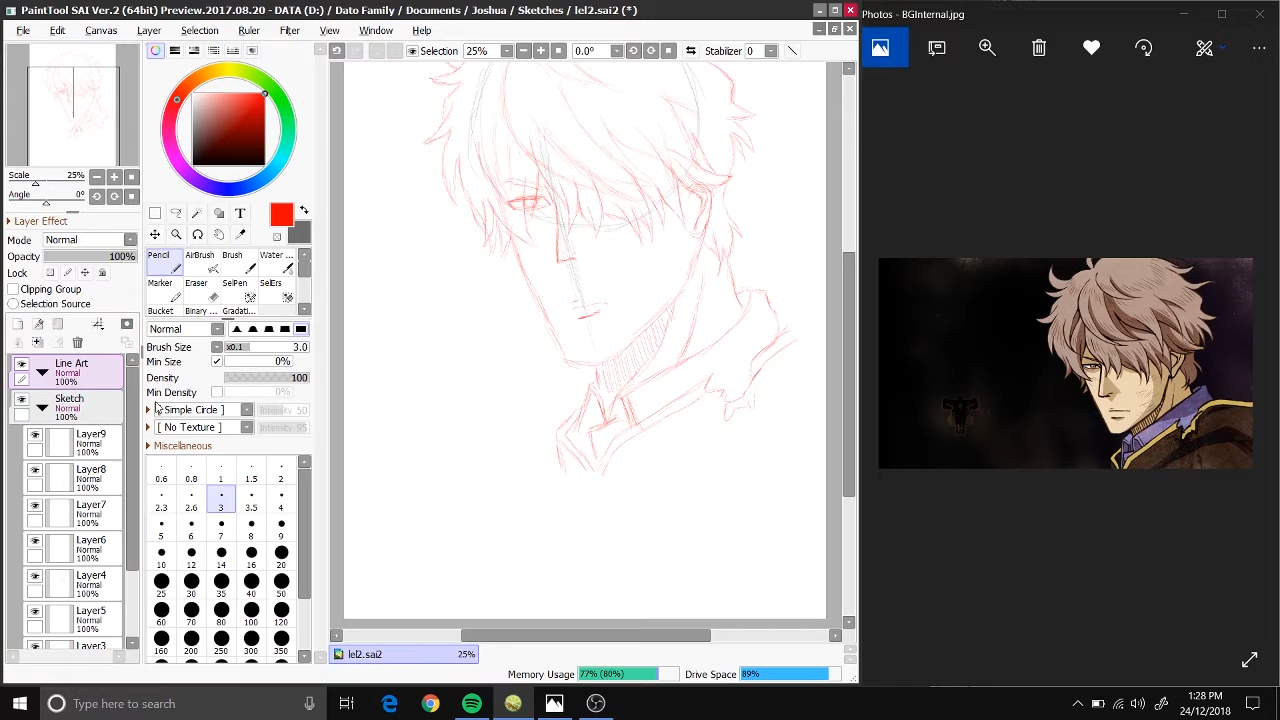 PaintTool SAI Ver.2 (64bit) Preview.2017.08.20 - DATA (D:) / Dato Family / Documents / Joshua / Sketches / lel2.sai2 (*)
Photos - BGInternal.jpg
File Edit Canvas Layer Selection Ruler Filter View Window Help
Selection 25% 0.0° Stabilizer 0
Scale
25%
Angle
0°
Layer Effect
Mode Normal
Opacity 100%
Lock
Clipping Group
Selection Source
Line Art
Normal
100%
Sketch
Normal
100%
Layer9
Normal
100%
Layer8
Normal
100%
Layer7
Normal
100%
Layer6
Normal
100%
Layer4
Normal
100%
Layer5
Normal
100%
Layer3
T
Pencil AirBrush Brush Water ...
Marker Eraser SelPen SelErs
Bucket Gradati...
Normal
Brush Size x0.1 3.0
Min Size 0%
Density 100
Min Density 0%
[ Simple Circle ] Intensity 50
[ No Texture ] Intensity 95
Miscellaneous
0.6 0.8 1 1.5 2
2.3 2.6 3 3.5 4
5 6 7 8 9
10 12 14 16 20
25 30 35 40 50
60 70 80 100 120
160 200 250 300 350
lel2.sai2 25%
Memory Usage 77% (80%) Drive Space 89%
Type here to search
1:28 PM
24/12/2018